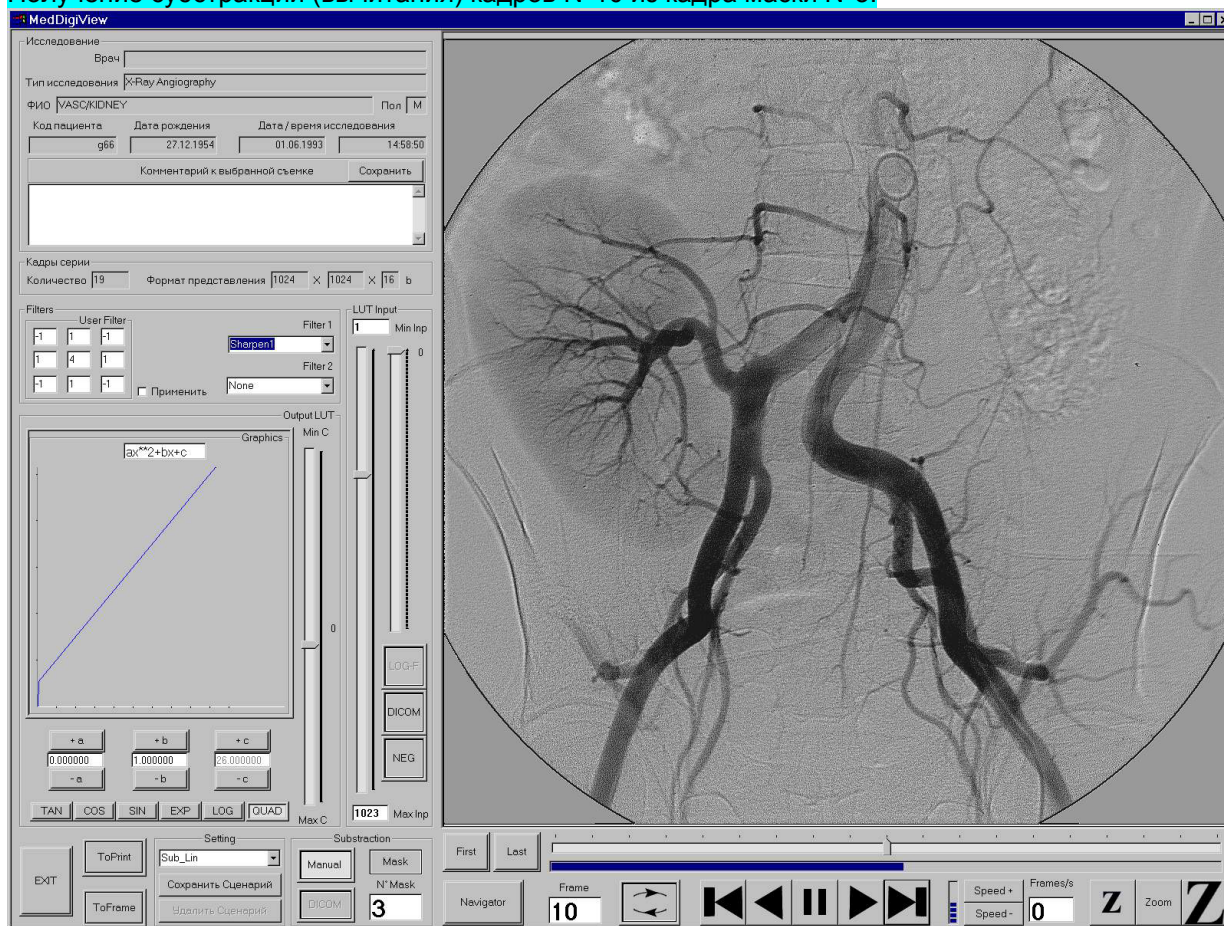 Получение субстракции (вычитания) кадров №10 из кадра маски №3.
MedDigiView
Исследование
Врач
Тип исследования X-Ray Angiography
ФИО VASC/KIDNEY Пол М
Код пациента Дата рождения Дата / время исследования
g66 27.12.1954 01.06.1993 14:58:50
Комментарий к выбранной съемке Сохранить
Кадры серии
Количество 19 Формат представления 1024 X 1024 X 16 b
Filters
User Filter
-1 1 -1
1 4 1
-1 1 -1
Filter 1
Sharpen1
Filter 2
None
Применить
LUT Input
1 Min Inp
0
Output LUT
Graphics
Min C
ax**2+bx+c
0
+ a + b + c
0.000000 1.000000 26.000000
- a - b - c
TAN COS SIN EXP LOG QUAD
Max C
LOG-F
DICOM
NEG
1023 Max Inp
EXIT
ToPrint
ToFrame
Setting
Sub_Lin
Сохранить Сценарий
Удалить Сценарий
Substraction
Manual Mask
DICOM
N°Mask
3
First Last
Navigator
Frame
10
Speed +
Speed -
Frames/s
0
Z Zoom Z